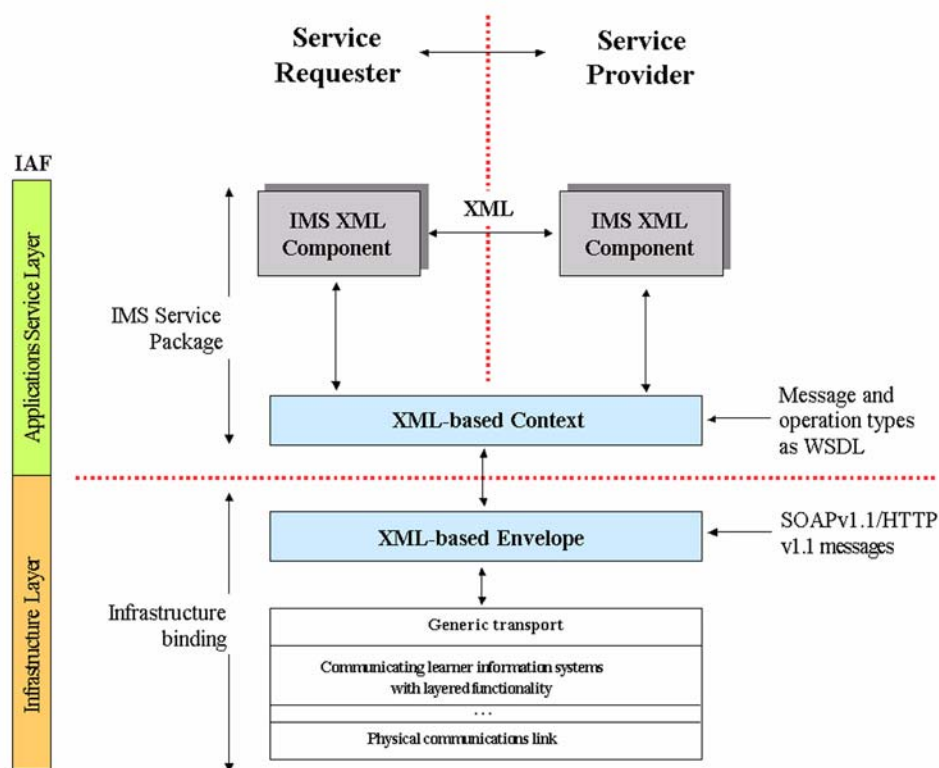 Service
Requester
Service
Provider
IAF
Applications Service Layer
Infrastructure Layer
IMS Service
Package
IMS XML
Component
XML
IMS XML
Component
XML-based Context
Message and
operation types
as WSDL
XML-based Envelope
SOAPv1.1/HTTP
v1.1 messages
Infrastructure
binding
Generic transport
Communicating learner information systems
with layered functionality
...
Physical communications link